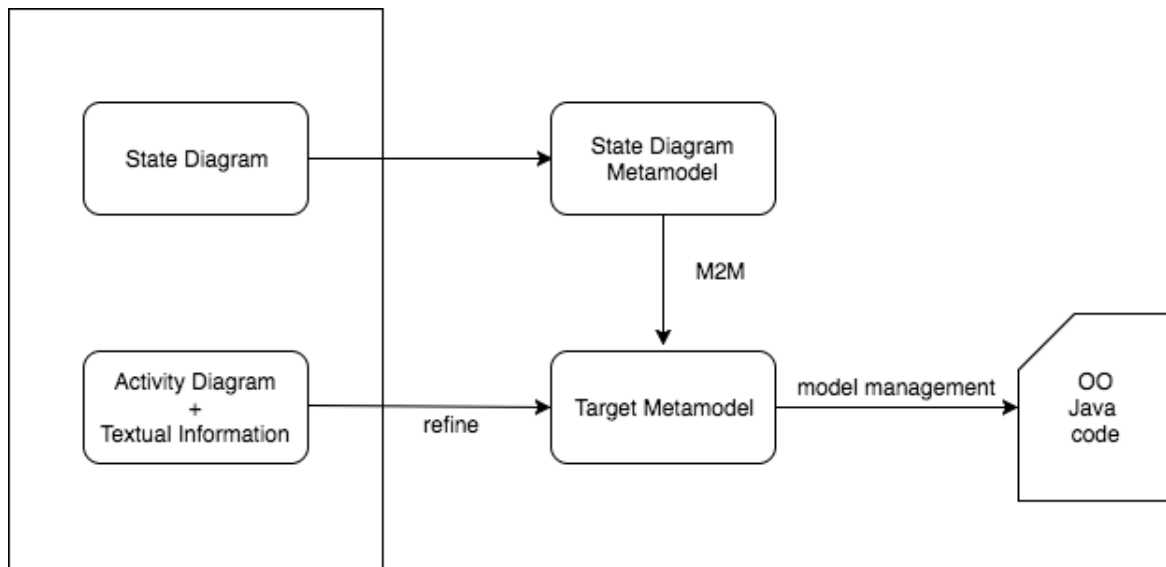 State Diagram
State Diagram
Metamodel
M2M
Activity Diagram
+
Textual Information
refine
Target Metamodel
model management
OO
Java
code